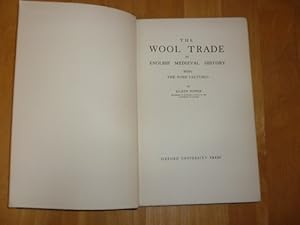 THE
WOOL TRADE
IN
ENGLISH MEDIEVAL HISTORY
BEING
THE FORD LECTURES
BY
EILEEN POWER
OXFORD UNIVERSITY PRESS